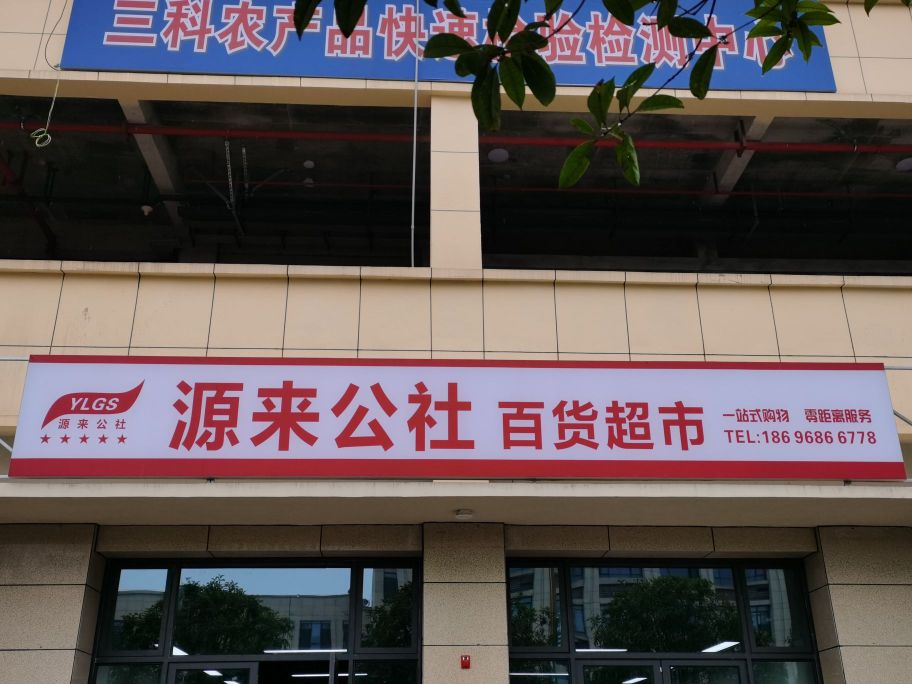 三科农产品快速检验检测中心
YLGS
源来公社
源来公社 百货超市
一站式购物 零距离服务
TEL:186 9686 6778